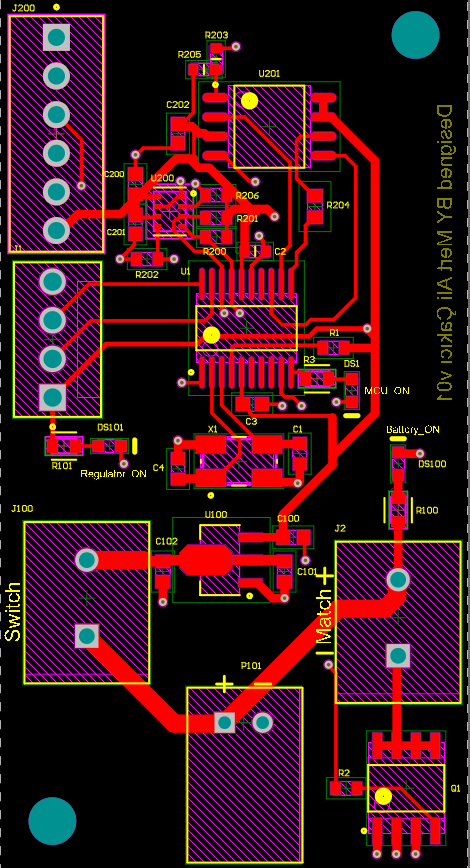 J200
R203
R205
U201
C202
C200
U200
R206
R204
C201
R201
R200
C2
R202
J1
U1
R1
R3
DS1
MCU_ON
C3
X1
C1
C4
R101
DS101
Regulator_ON
Battery_ON
DS100
R100
J100
U100
C100
C102
C101
J2
Switch
+ Match -
P101
+ -
R2
Q1
Designed BY Mert Ali Çakıcı v01